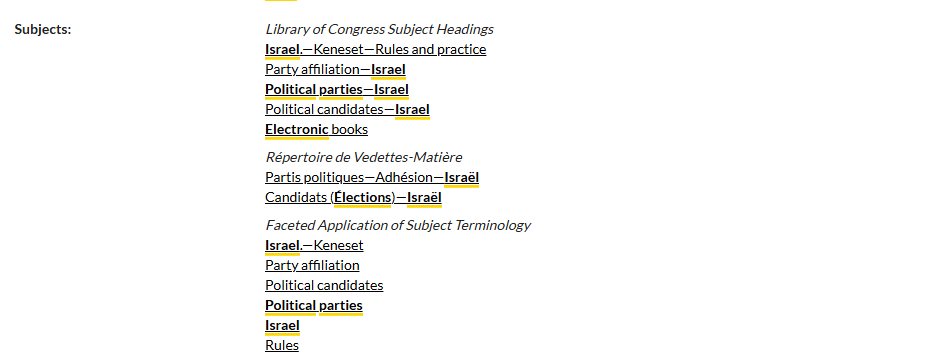 Subjects:
Library of Congress Subject Headings
Israel.—Keneset—Rules and practice
Party affiliation—Israel
Political parties—Israel
Political candidates—Israel
Electronic books
Répertoire de Vedettes-Matière
Partis politiques—Adhésion—Israël
Candidats (Élections)—Israël
Faceted Application of Subject Terminology
Israel.—Keneset
Party affiliation
Political candidates
Political parties
Israel
Rules